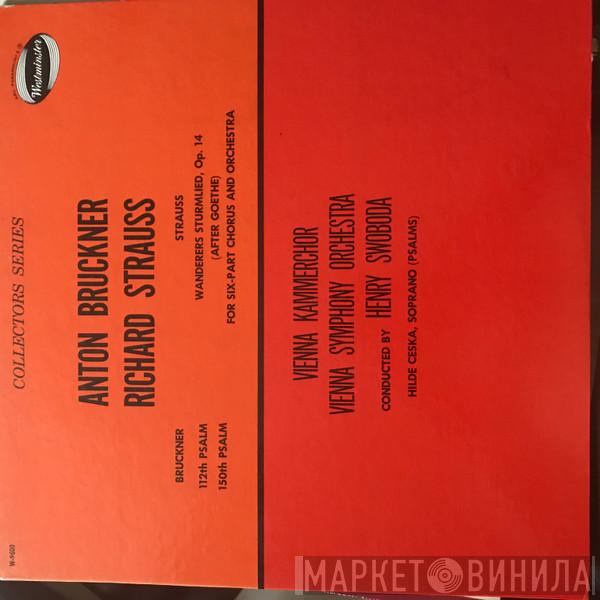 W-9600
COLLECTORS SERIES
Westminster
ANTON BRUCKNER
RICHARD STRAUSS
BRUCKNER
112th PSALM
150th PSALM
STRAUSS
WANDERERS STURMLIED, Op. 14
(AFTER GOETHE)
FOR SIX-PART CHORUS AND ORCHESTRA
VIENNA KAMMERCHOR
VIENNA SYMPHONY ORCHESTRA
CONDUCTED BY HENRY SWOBODA
HILDE CESKA, SOPRANO (PSALMS)
МАРКЕТ ВИНИЛА